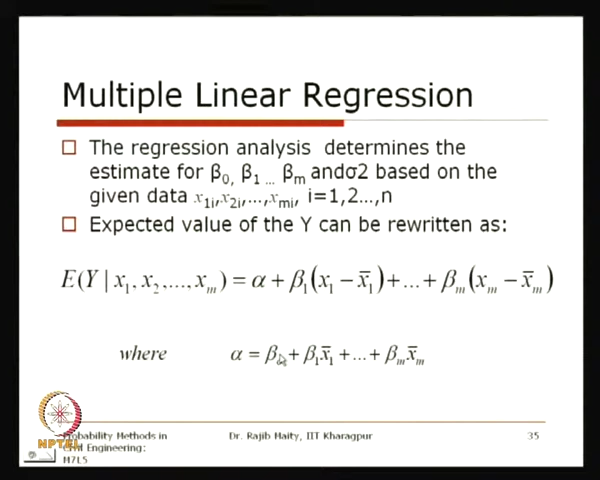 Multiple Linear Regression
The regression analysis determines the
estimate for β0, β1 ... βm andσ2 based on the
given data x1i,x2i,...,xmi, i=1,2...,n
Expected value of the Y can be rewritten as:
E(Y | x1, x2,...., xm) = α + β1(x1 − x̄1)+...+ βm(xm − x̄m)
where α = β0 + β1x̄1 +...+ βmx̄m
Probability Methods in Dr. Rajib Maity, IIT Kharagpur 35
Civil Engineering:
M7L5
NPTEL